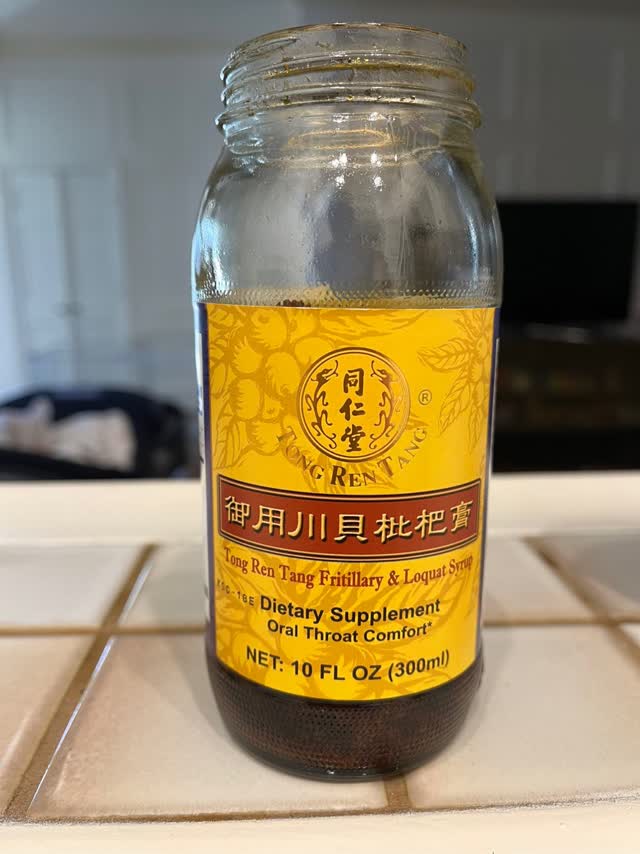 同仁堂
®
TONG REN TANG
御用川貝枇杷膏
Tong Ren Tang Fritillary & Loquat Syrup
Dietary Supplement
Oral Throat Comfort*
NET: 10 FL OZ (300ml)